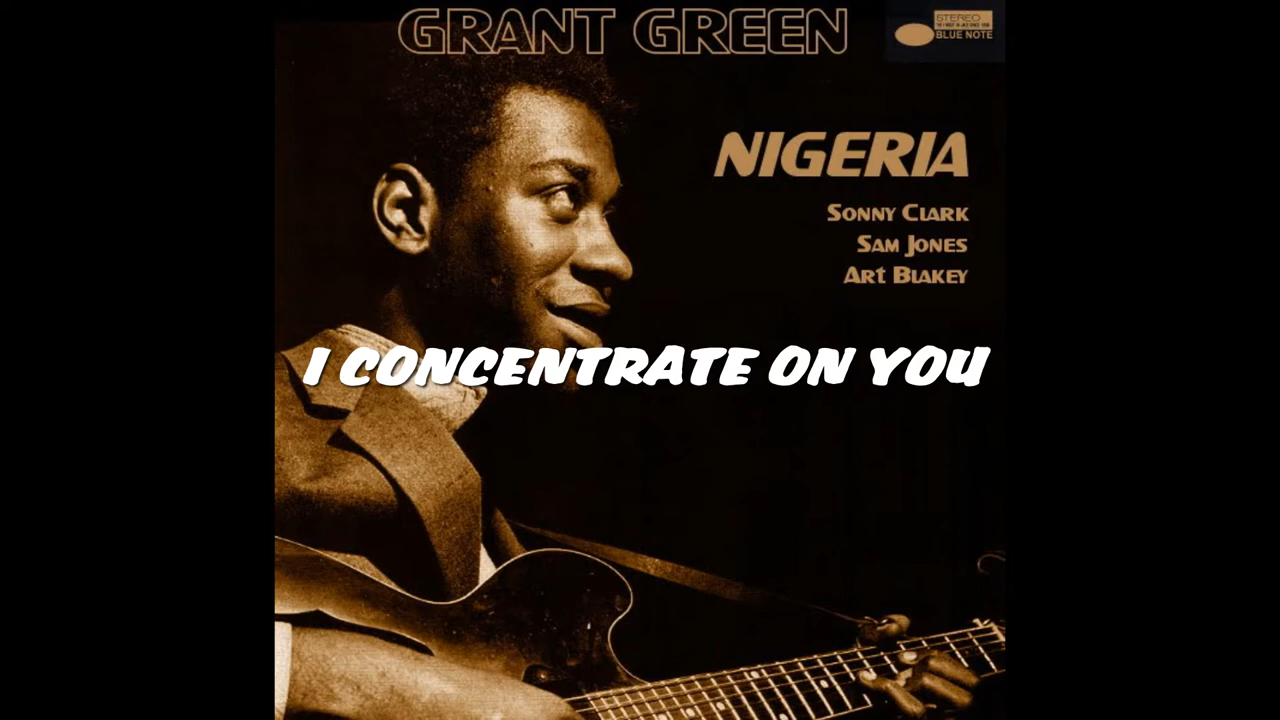 GRANT GREEN
STEREO
BLUE NOTE
NIGERIA
SONNY CLARK
SAM JONES
ART BLAKEY
I CONCENTRATE ON YOU